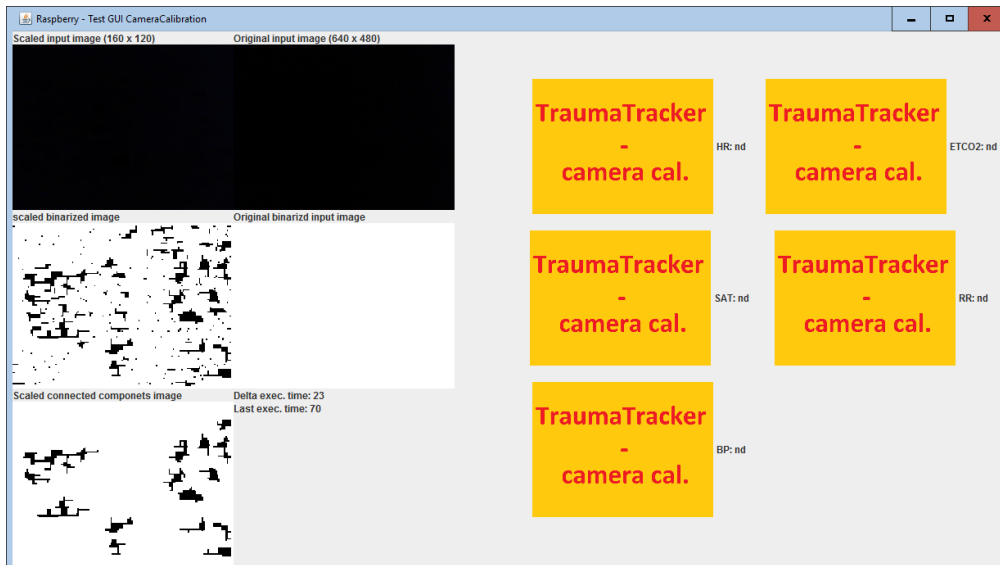 Raspberry - Test GUI CameraCalibration
Scaled input image (160 x 120)
Original input image (640 x 480)
scaled binarized image
Original binarizd input image
Scaled connected componets image
Delta exec. time: 23
Last exec. time: 70
TraumaTracker
-
camera cal.
HR: nd
TraumaTracker
-
camera cal.
ETCO2: nd
TraumaTracker
-
camera cal.
SAT: nd
TraumaTracker
-
camera cal.
RR: nd
TraumaTracker
-
camera cal.
BP: nd